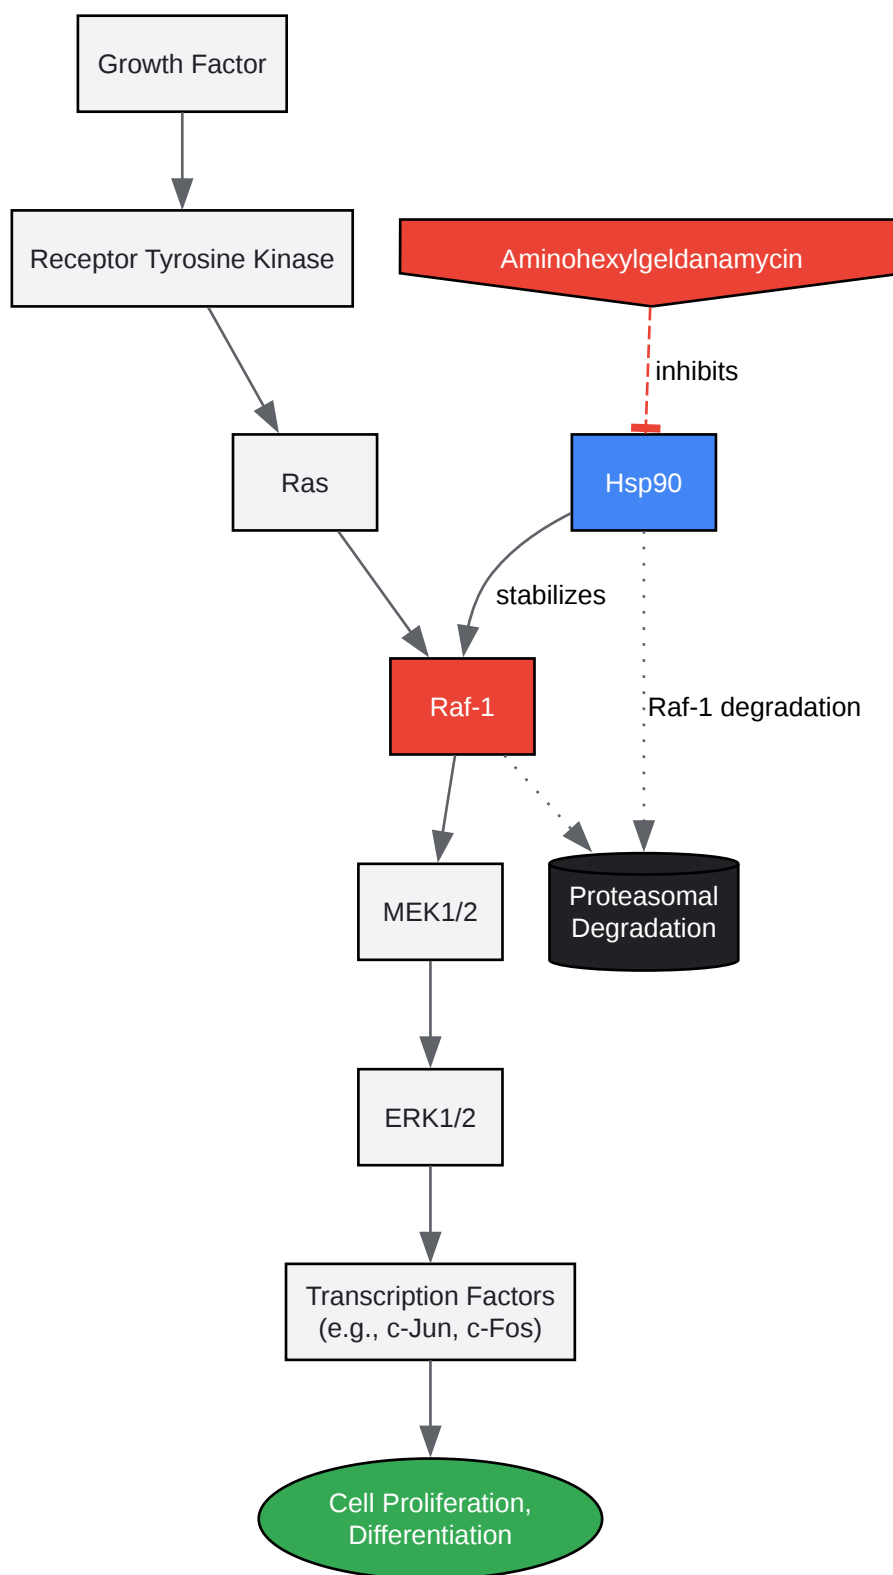 Growth Factor
Receptor Tyrosine Kinase
Aminohexylgeldanamycin
inhibits
Ras
Hsp90
stabilizes
Raf-1
Raf-1 degradation
MEK1/2
Proteasomal
Degradation
ERK1/2
Transcription Factors
(e.g., c-Jun, c-Fos)
Cell Proliferation,
Differentiation